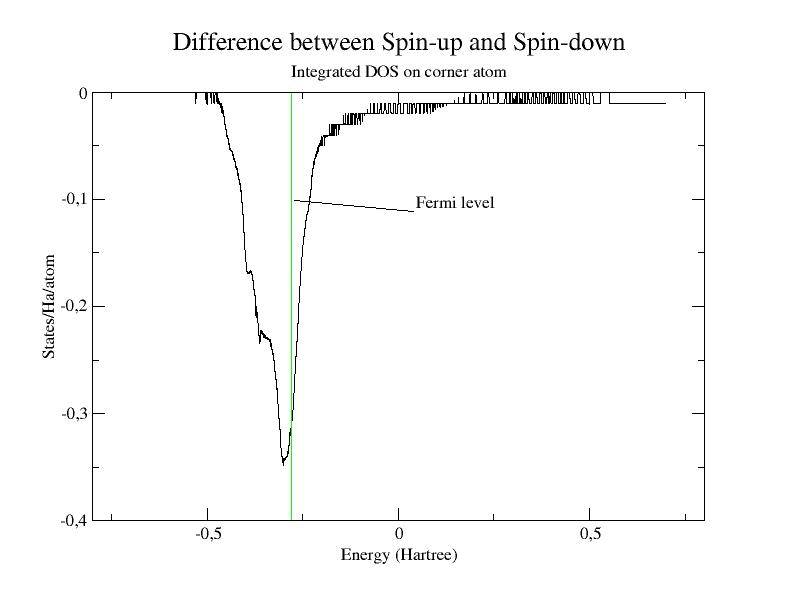 Difference between Spin-up and Spin-down
Integrated DOS on corner atom
0
-0,1
Fermi level
-0,2
States/Ha/atom
-0,3
-0,4
-0,5
0
0,5
Energy (Hartree)